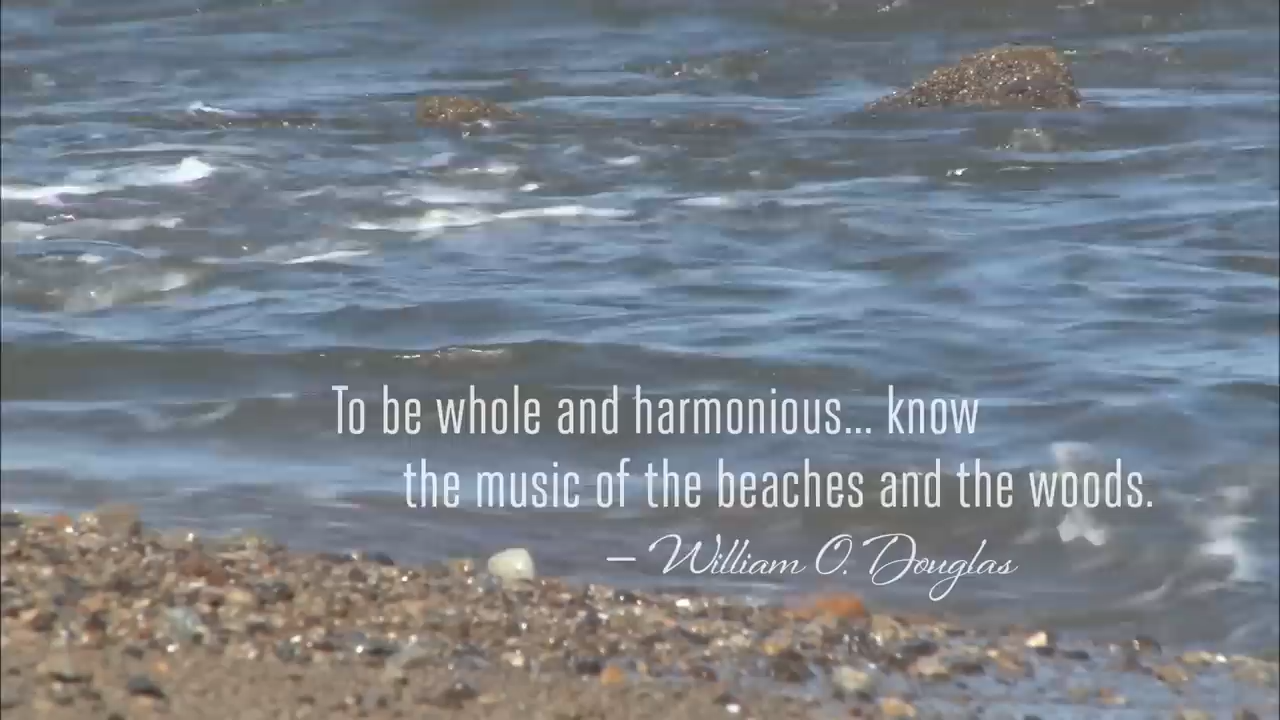 To be whole and harmonious... know
the music of the beaches and the woods.
– William O. Douglas